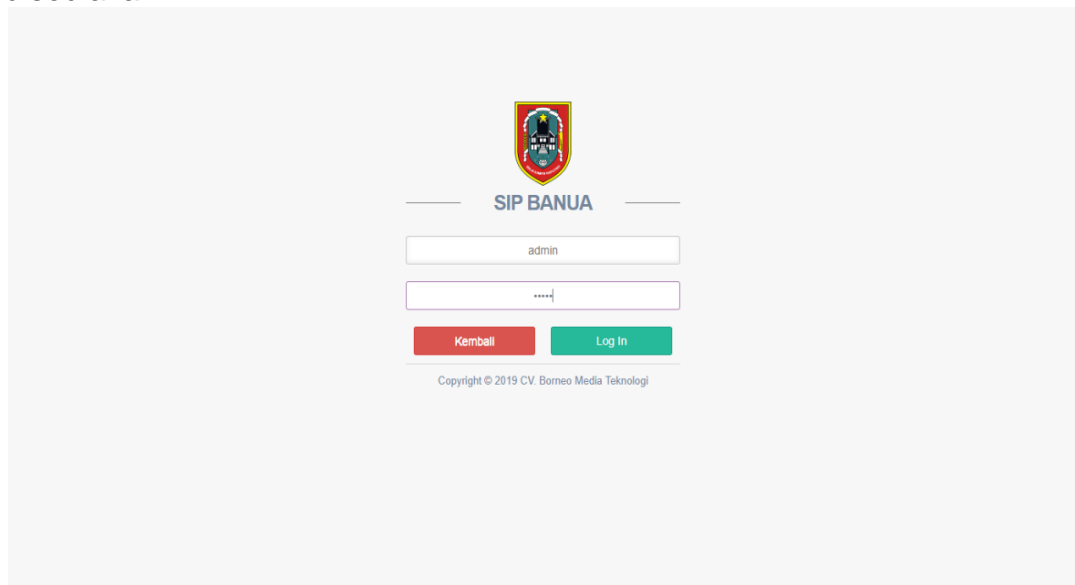 SIP BANUA
admin
•••••
Kembali
Log In
Copyright © 2019 CV. Borneo Media Teknologi